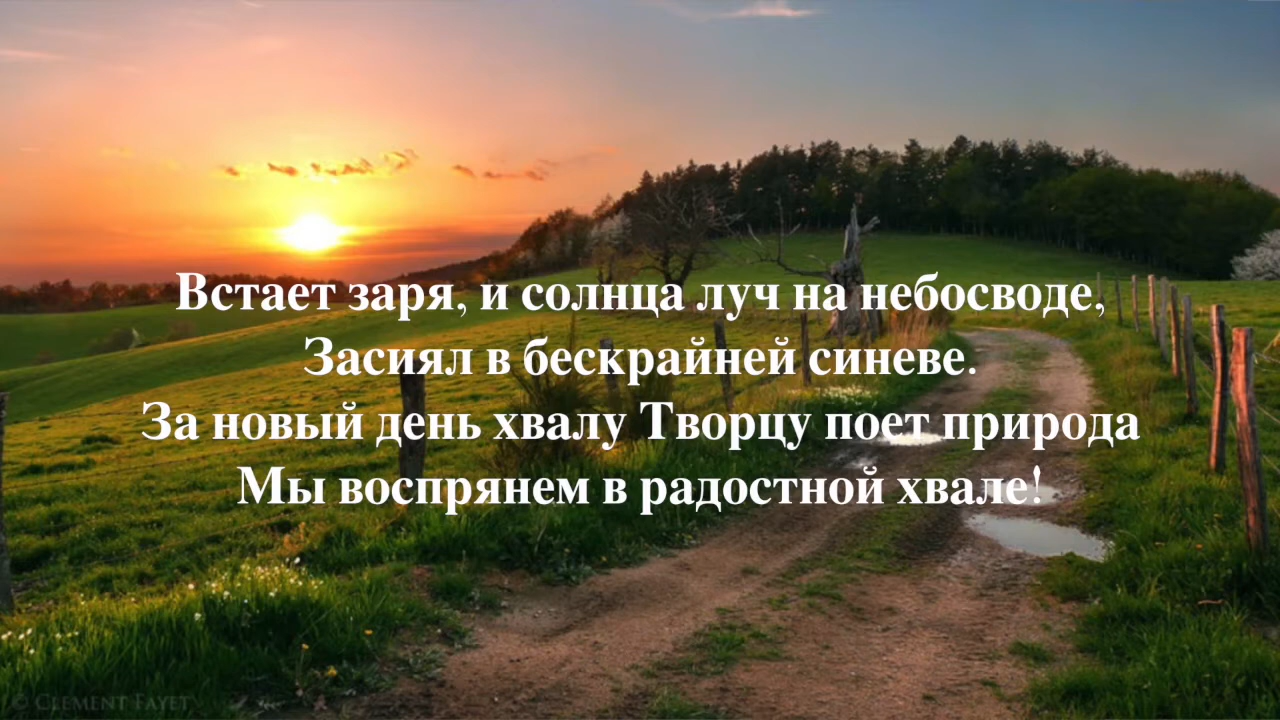 Встает заря, и солнца луч на небосводе,
Засиял в бескрайней синеве.
За новый день хвалу Творцу поет природа
Мы воспрянем в радостной хвале!
© Clement Fayet